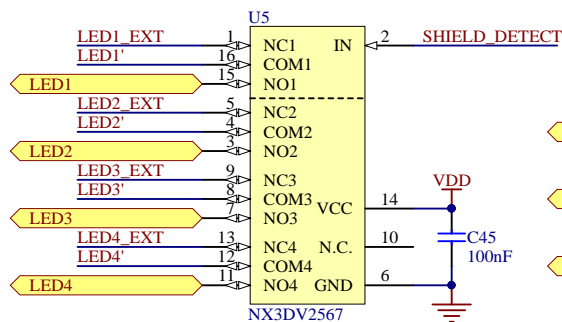 U5
LED1_EXT 1 NC1 IN 2 SHIELD_DETECT
LED1' 16 COM1
LED1 15 NO1
LED2_EXT 5 NC2
LED2' 4 COM2
LED2 3 NO2
LED3_EXT 9 NC3
LED3' 8 COM3 VCC 14 VDD
LED3 7 NO3
LED4_EXT 13 NC4 N.C. 10 C45
100nF
LED4' 12 COM4
LED4 11 NO4 GND 6
NX3DV2567